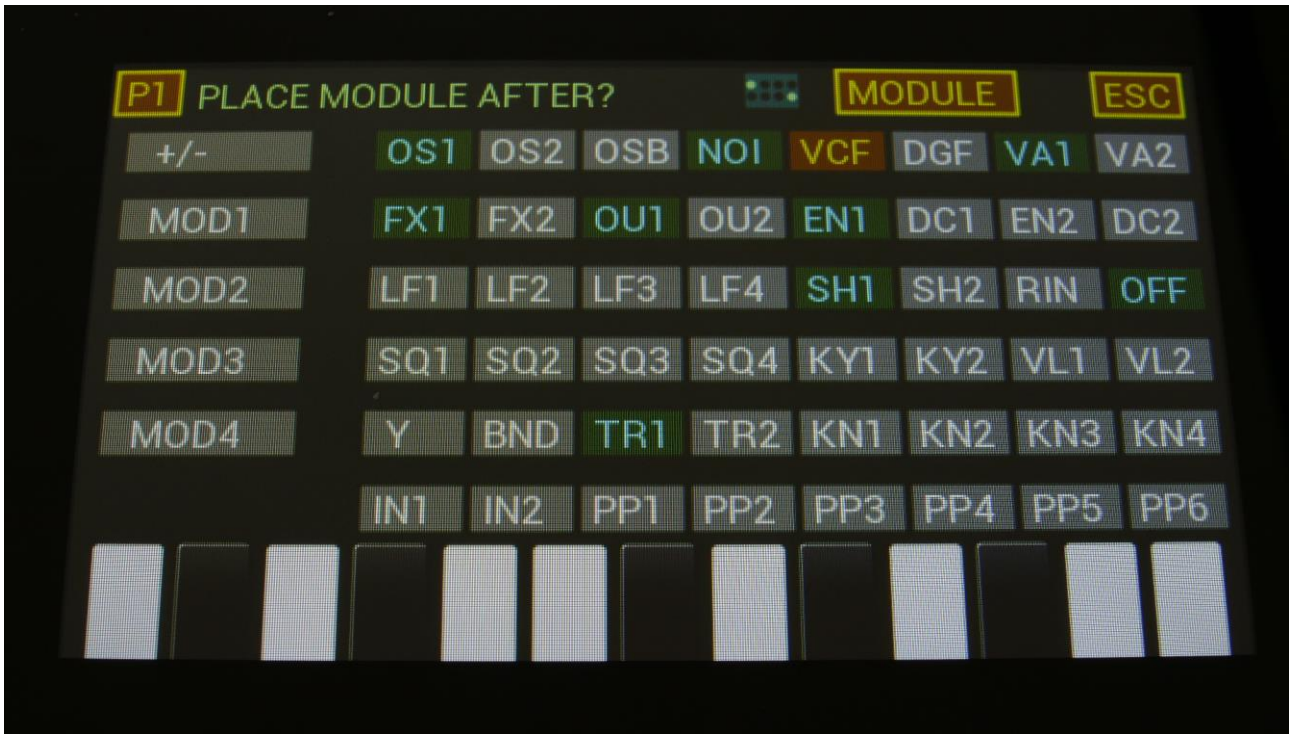 P1 PLACE MODULE AFTER? MODULE ESC
+/- OS1 OS2 OSB NOI VCF DGF VA1 VA2
MOD1 FX1 FX2 OU1 OU2 EN1 DC1 EN2 DC2
MOD2 LF1 LF2 LF3 LF4 SH1 SH2 RIN OFF
MOD3 SQ1 SQ2 SQ3 SQ4 KY1 KY2 VL1 VL2
MOD4 Y BND TR1 TR2 KN1 KN2 KN3 KN4
IN1 IN2 PP1 PP2 PP3 PP4 PP5 PP6